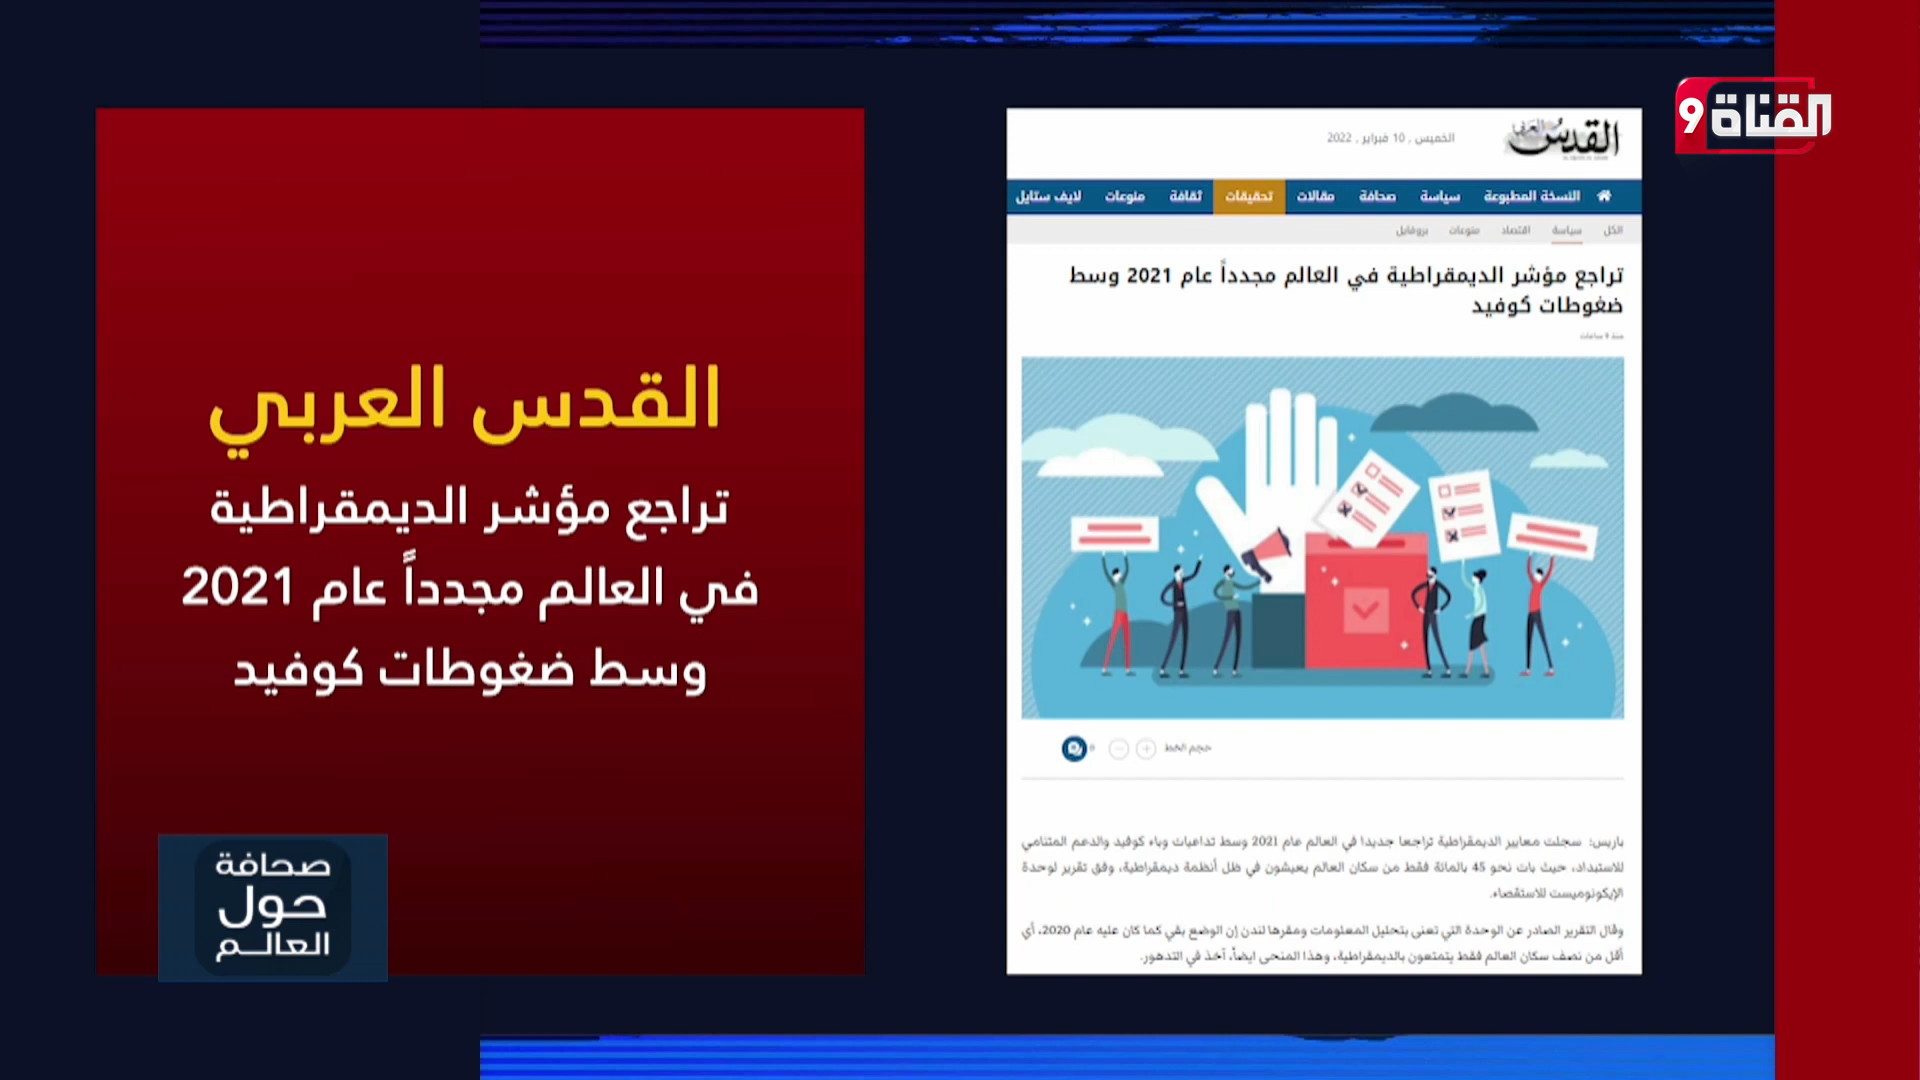 القناة 9
القدس العربي
تراجع مؤشر الديمقراطية
في العالم مجدداً عام 2021
وسط ضغوطات كوفيد
صحافة
حول
العالم
القدس العربي
الخميس , 10 فبراير , 2022
النسخة المطبوعة سياسة صحافة مقالات تحقيقات ثقافة منوعات لايف ستايل
الكل سياسة اقتصاد منوعات بروفايل
تراجع مؤشر الديمقراطية في العالم مجدداً عام 2021 وسط
ضغوطات كوفيد
منذ 9 ساعات
حجم الخط 0
باريس: سجلت معايير الديمقراطية تراجعا جديدا في العالم عام 2021 وسط تداعيات وباء كوفيد والدعم المتنامي
للاستبداد، حيث بات نحو 45 بالمائة فقط من سكان العالم يعيشون في ظل أنظمة ديمقراطية، وفق تقرير لوحدة
الإيكونوميست للاستقصاء.
وقال التقرير الصادر عن الوحدة التي تعنى بتحليل المعلومات ومقرها لندن إن الوضع بقي كما كان عليه عام 2020، أي
أقل من نصف سكان العالم فقط يتمتعون بالديمقراطية، وهذا المنحى ايضاً، آخذ في التدهور.